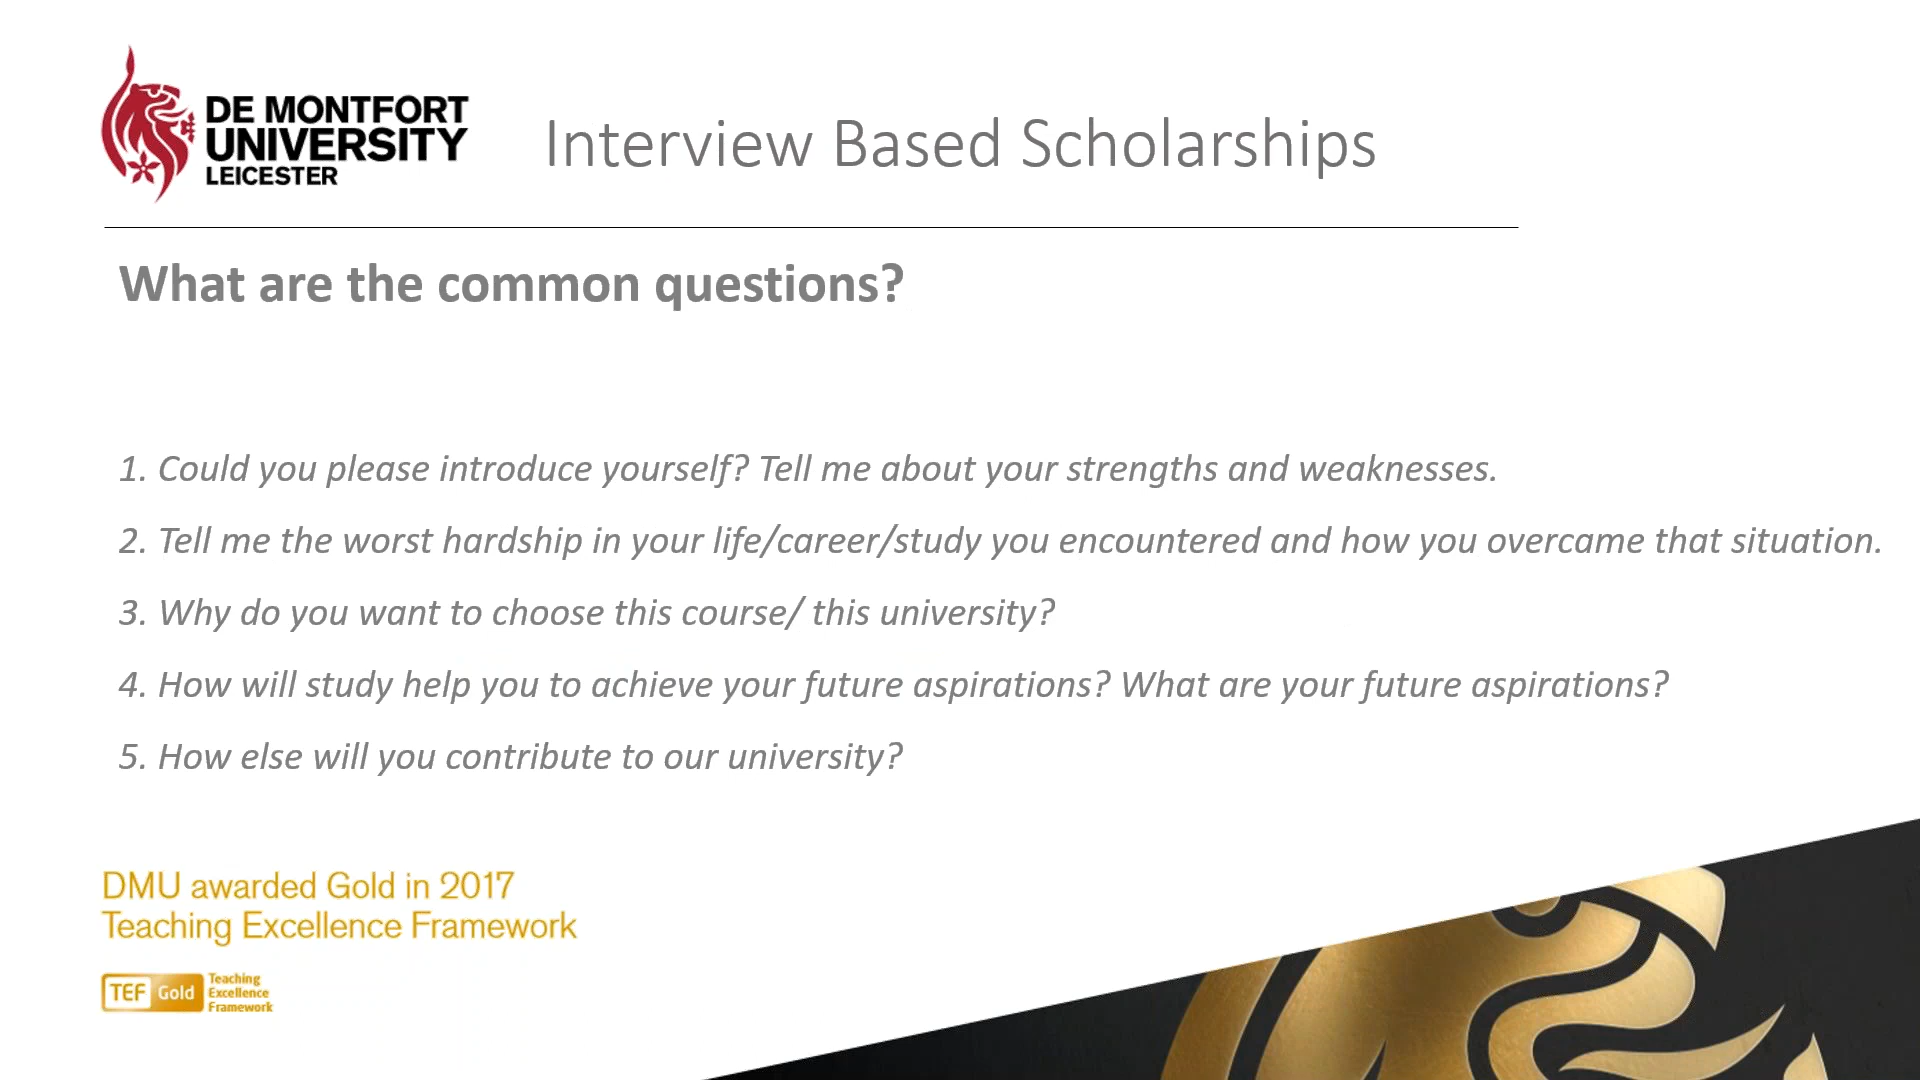 DE MONTFORT
UNIVERSITY
LEICESTER
Interview Based Scholarships
What are the common questions?
1. Could you please introduce yourself? Tell me about your strengths and weaknesses.
2. Tell me the worst hardship in your life/career/study you encountered and how you overcame that situation.
3. Why do you want to choose this course/ this university?
4. How will study help you to achieve your future aspirations? What are your future aspirations?
5. How else will you contribute to our university?
DMU awarded Gold in 2017
Teaching Excellence Framework
TEF Gold
Teaching
Excellence
Framework